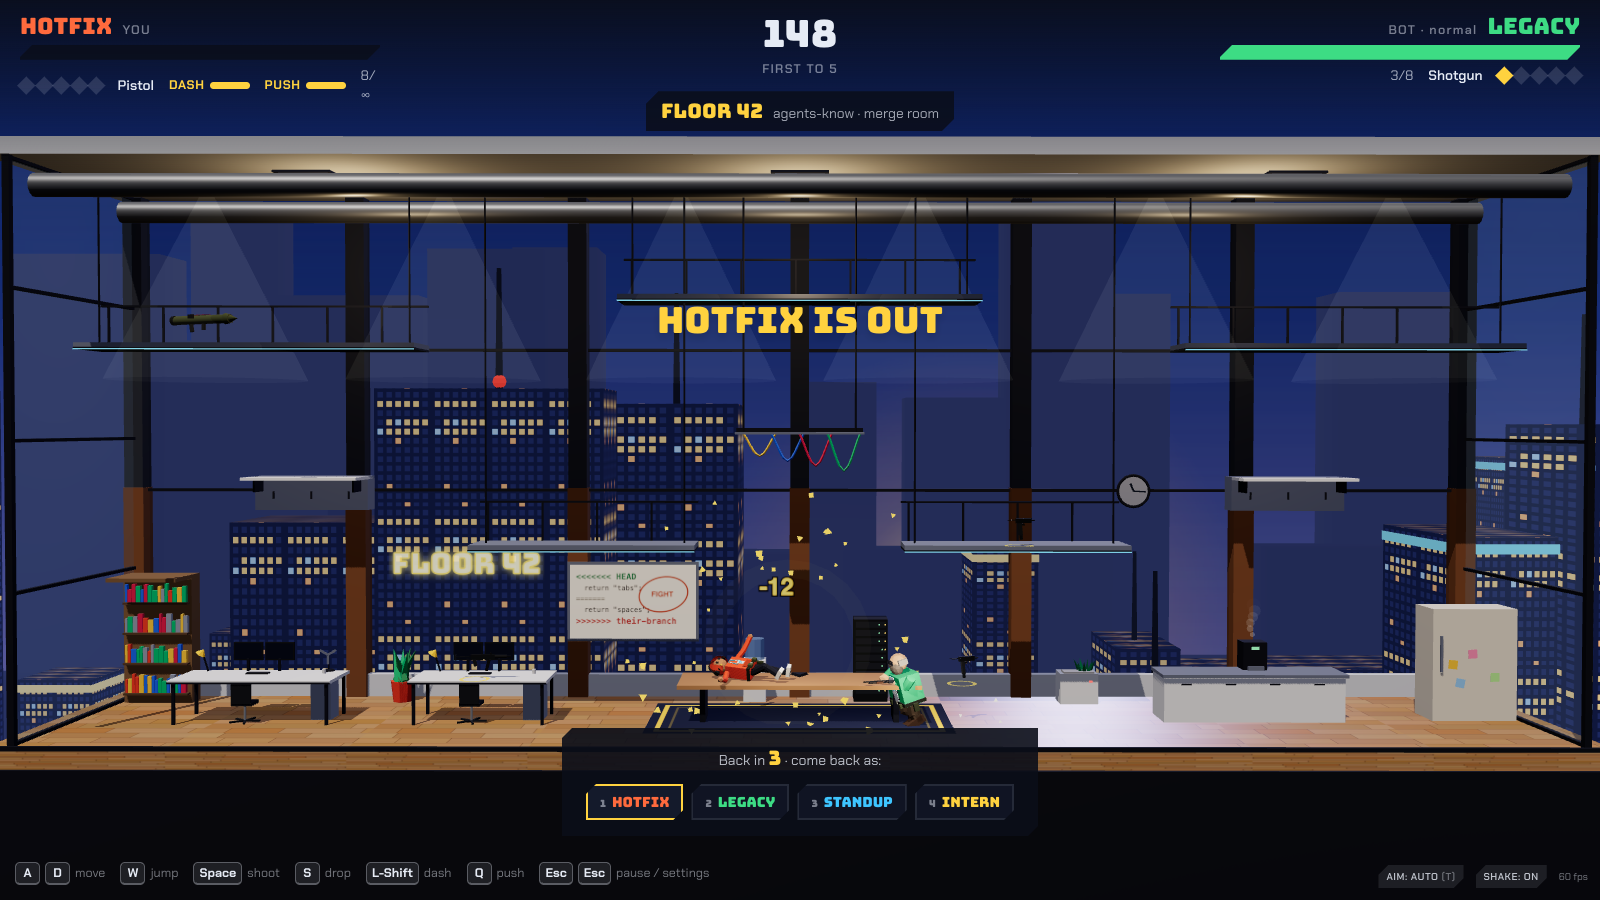 HOTFIX YOU
148
FIRST TO 5
BOT · normal LEGACY
Pistol DASH PUSH 8/∞
3/8 Shotgun
FLOOR 42 agents-know · merge room
HOTFIX IS OUT
FLOOR 42
<<<<<<< HEAD
return "tabs";
=======
return "spaces";
>>>>>>> their-branch
FIGHT
-12
Back in 3 · come back as:
1 HOTFIX 2 LEGACY 3 STANDUP 4 INTERN
A D move W jump Space shoot S drop L-Shift dash Q push Esc Esc pause / settings
AIM: AUTO (T) SHAKE: ON 60 fps